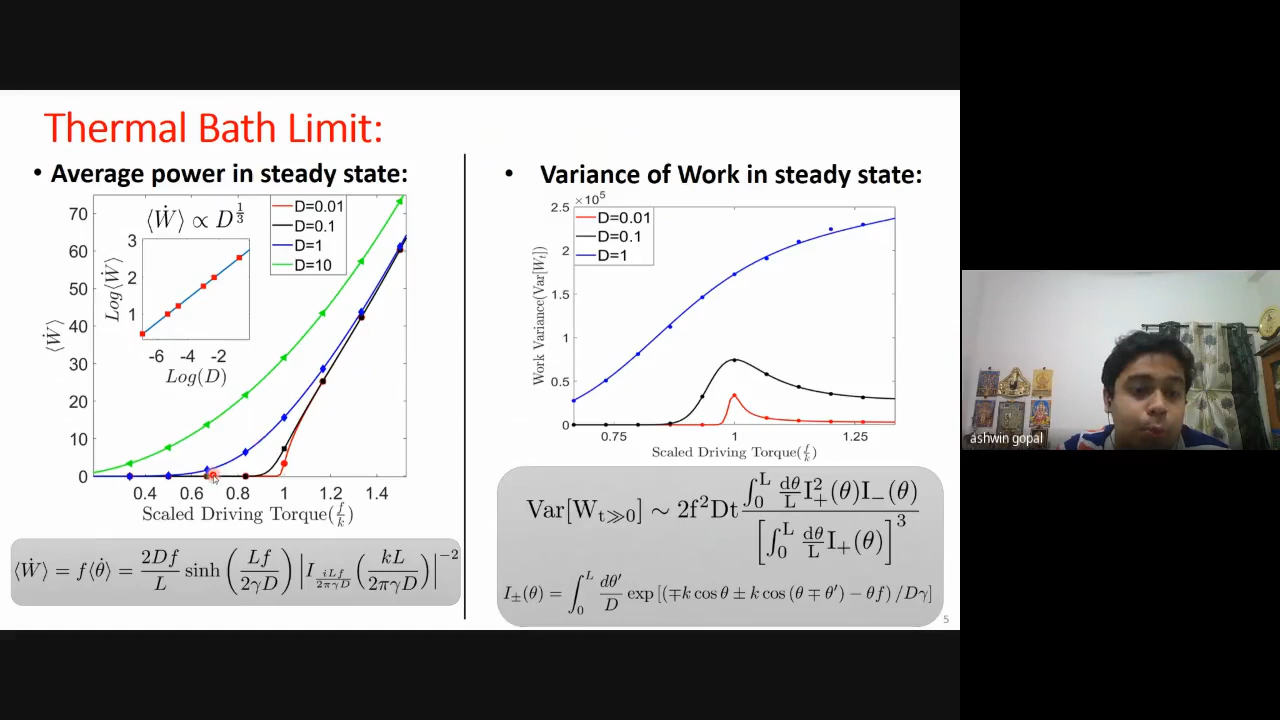 Thermal Bath Limit:
• Average power in steady state:
70
60
50
40
30
20
10
0
⟨Ẇ⟩
⟨Ẇ⟩ ∝ D^{1/3}
3
2
1
Log⟨Ẇ⟩
-6 -4 -2
Log(D)
D=0.01
D=0.1
D=1
D=10
0.4 0.6 0.8 1 1.2 1.4
Scaled Driving Torque(f/k)
⟨Ẇ⟩ = f⟨θ̇⟩ = 2Df/L sinh (Lf/2γD) |I_{iLf/2πγD} (kL/2πγD)|^{-2}
• Variance of Work in steady state:
×10^5
2.5
2
1.5
1
0.5
0
Work Variance(Var[W_t])
D=0.01
D=0.1
D=1
0.75 1 1.25
Scaled Driving Torque(f/k)
Var[W_{t≫0}] ∼ 2f²Dt ∫_0^L dθ/L I_+²(θ)I_−(θ) / [∫_0^L dθ/L I_+(θ)]^3
I_±(θ) = ∫_0^L dθ′/D exp [(∓k cos θ ± k cos (θ ∓ θ′) − θf) /Dγ]
5
ashwin gopal